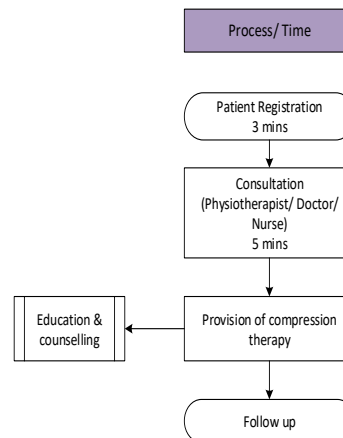 Process/ Time
Patient Registration
3 mins
Consultation
(Physiotherapist/ Doctor/
Nurse)
5 mins
Education &
counselling
Provision of compression
therapy
Follow up